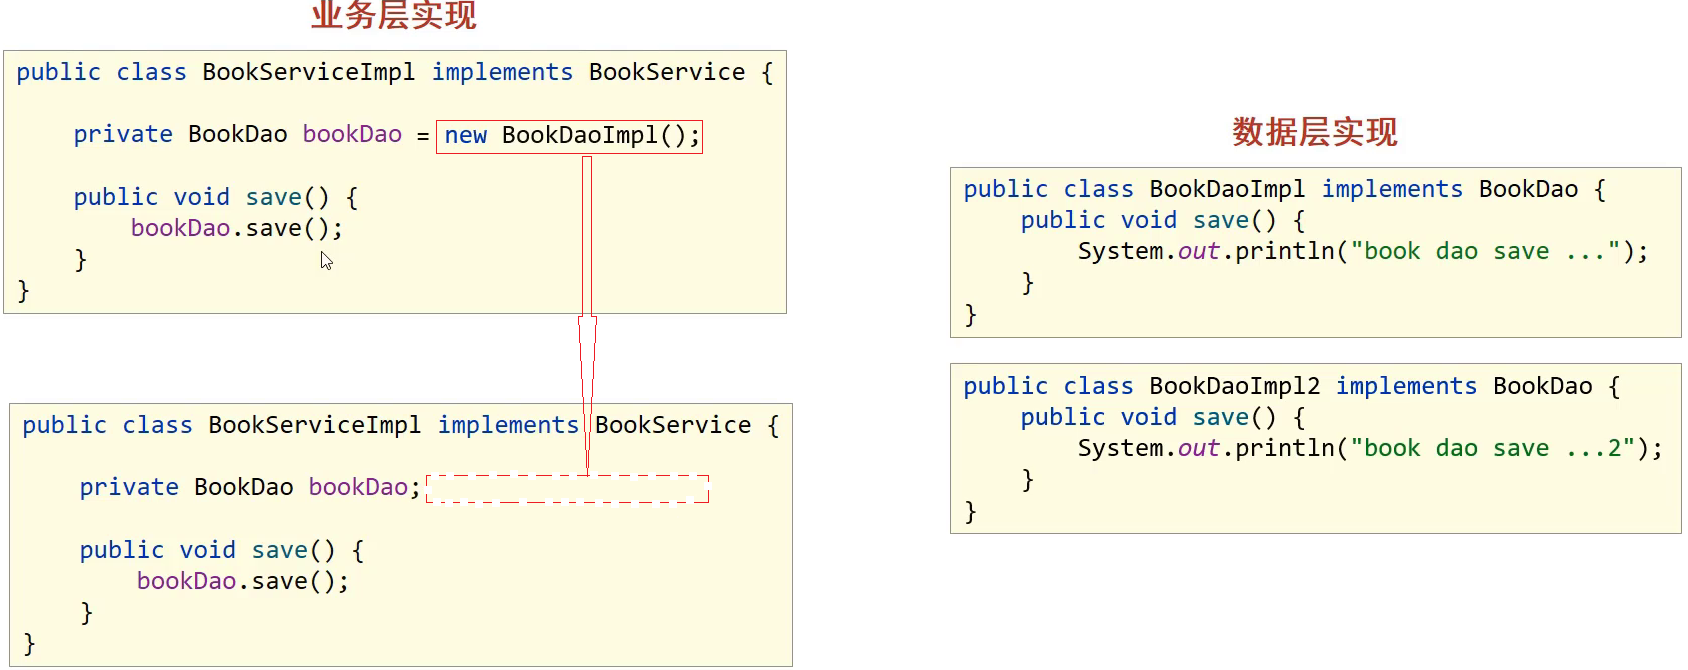 业务层实现
public class BookServiceImpl implements BookService {
private BookDao bookDao = new BookDaoImpl();
public void save() {
bookDao.save();
}
}
public class BookServiceImpl implements BookService {
private BookDao bookDao;
public void save() {
bookDao.save();
}
}
数据层实现
public class BookDaoImpl implements BookDao {
public void save() {
System.out.println("book dao save ...");
}
}
public class BookDaoImpl2 implements BookDao {
public void save() {
System.out.println("book dao save ...2");
}
}